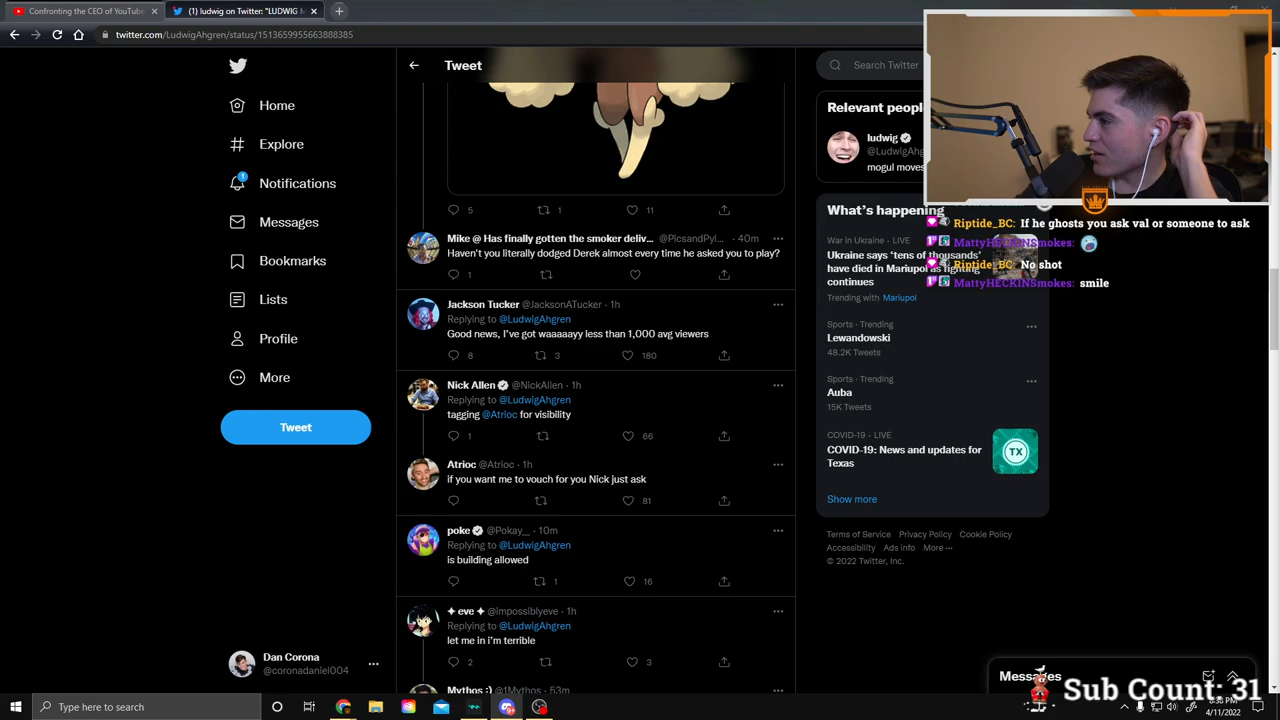 Confronting the CEO of YouTube
(1) ludwig on Twitter: "LUDWIG
twitter.com/LudwigAhgren/status/1513659955663888385
Home
Explore
1
Notifications
Messages
Bookmarks
Lists
Profile
More
Tweet
Dan Corona
@coronadaniel004
Tweet
5
1
11
Mike @ Has finally gotten the smoker deliv... @PicsandPyl... · 40m
Haven't you literally dodged Derek almost every time he asked you to play?
1
Jackson Tucker @JacksonATucker · 1h
Replying to @LudwigAhgren
Good news, I've got waaaaayy less than 1,000 avg viewers
8
3
180
Nick Allen @NickAllen · 1h
Replying to @LudwigAhgren
tagging @Atrioc for visibility
1
66
Atrioc @Atrioc · 1h
if you want me to vouch for you Nick just ask
81
poke @Pokay__ · 10m
Replying to @LudwigAhgren
is building allowed
1
16
✦ eve ✦ @impossiblyeve · 1h
Replying to @LudwigAhgren
let me in i'm terrible
2
3
Mythos :) @1Mythos · 53m
Search Twitter
Relevant people
ludwig
@LudwigAhgren
mogul moves
What's happening
War in Ukraine · LIVE
Ukraine says 'tens of thousands'
have died in Mariupol as fighting
continues
Trending with Mariupol
Sports · Trending
Lewandowski
48.2K Tweets
Sports · Trending
Auba
15K Tweets
COVID-19 · LIVE
COVID-19: News and updates for
Texas
TX
Show more
Terms of Service Privacy Policy Cookie Policy
Accessibility Ads info More ···
© 2022 Twitter, Inc.
Riptide_BC: If he ghosts you ask val or someone to ask
MattyHECKINSmokes:
Riptide_BC: No shot
MattyHECKINSmokes: smile
Messages
Sub Count: 31
Type here to search
4/11/2022